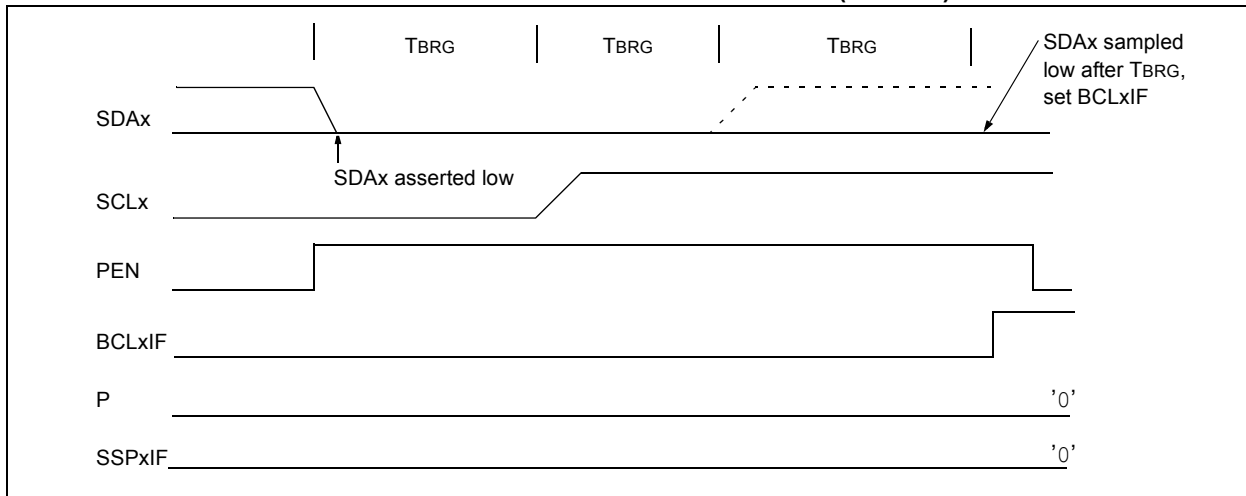 TBRG TBRG TBRG
SDAx sampled
low after TBRG,
set BCLxIF
SDAx
SDAx asserted low
SCLx
PEN
BCLxIF
P '0'
SSPxIF '0'